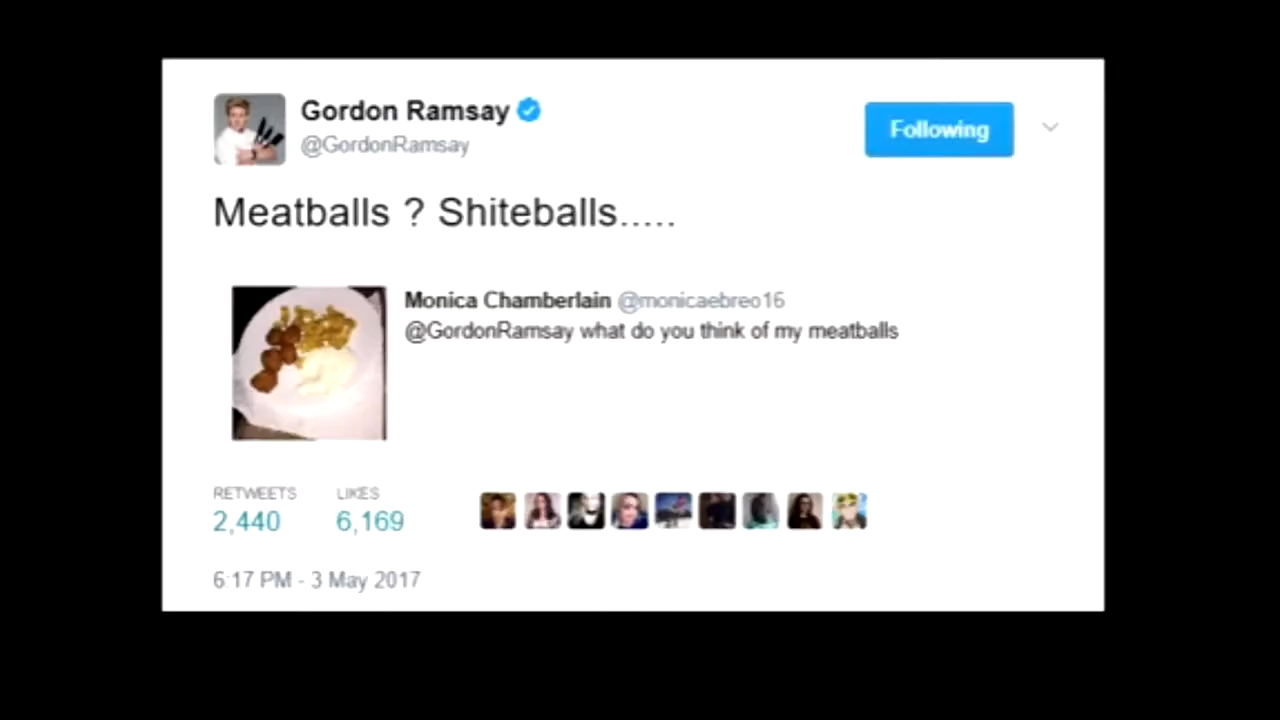 Gordon Ramsay
@GordonRamsay
Following
Meatballs ? Shiteballs.....
Monica Chamberlain @monicaebreo16
@GordonRamsay what do you think of my meatballs
RETWEETS LIKES
2,440 6,169
6:17 PM - 3 May 2017